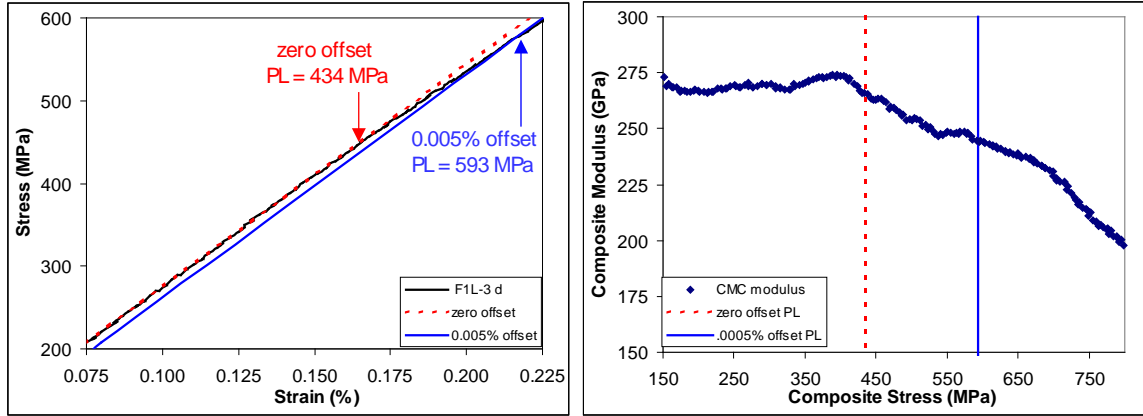 600
500
400
300
200
Stress (MPa)
zero offset
PL = 434 MPa
0.005% offset
PL = 593 MPa
F1L-3 d
zero offset
0.005% offset
0.075 0.100 0.125 0.150 0.175 0.200 0.225
Strain (%)
300
275
250
225
200
175
150
Composite Modulus (GPa)
CMC modulus
zero offset PL
.0005% offset PL
150 250 350 450 550 650 750
Composite Stress (MPa)